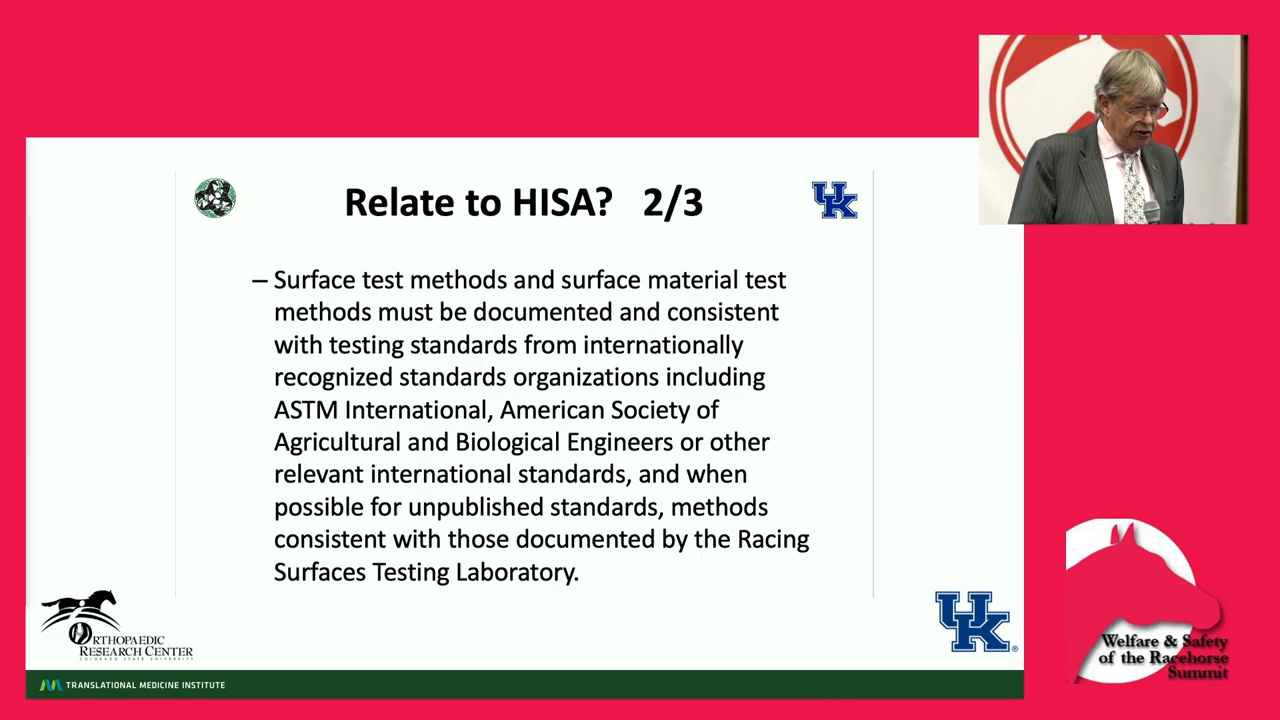 Relate to HISA? 2/3
UK
– Surface test methods and surface material test
methods must be documented and consistent
with testing standards from internationally
recognized standards organizations including
ASTM International, American Society of
Agricultural and Biological Engineers or other
relevant international standards, and when
possible for unpublished standards, methods
consistent with those documented by the Racing
Surfaces Testing Laboratory.
ORTHOPAEDIC
RESEARCH CENTER
COLORADO STATE UNIVERSITY
UK
TRANSLATIONAL MEDICINE INSTITUTE
Welfare & Safety
of the Racehorse
Summit